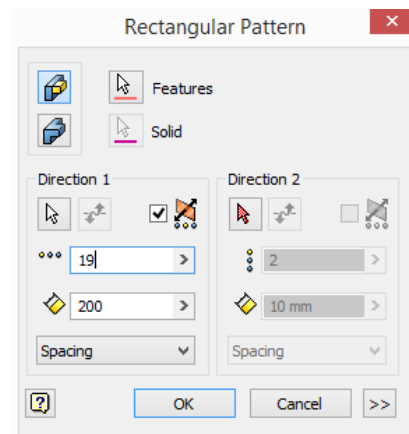 Rectangular Pattern
Features
Solid
Direction 1
Direction 2
19
2
200
10 mm
Spacing
Spacing
OK
Cancel
>>